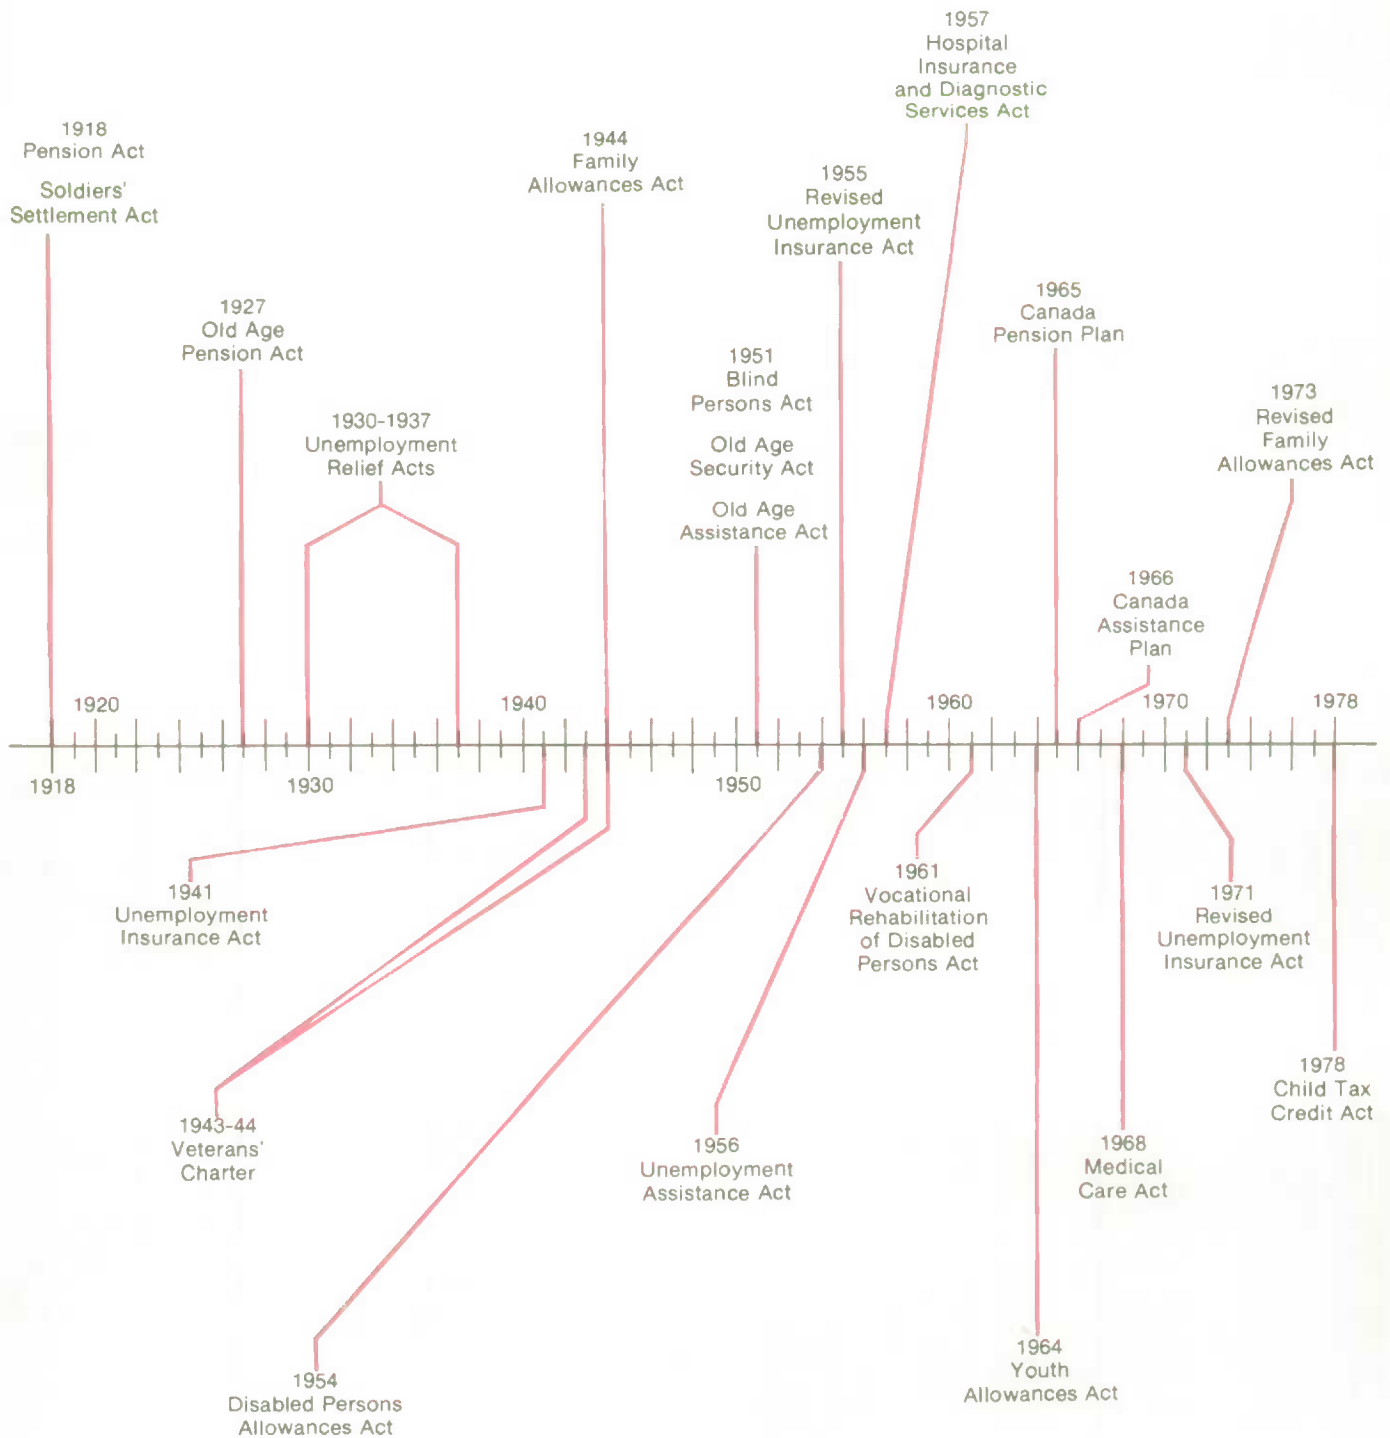 1918
Pension Act
Soldiers'
Settlement Act
1927
Old Age
Pension Act
1930-1937
Unemployment
Relief Acts
1944
Family
Allowances Act
1951
Blind
Persons Act
Old Age
Security Act
Old Age
Assistance Act
1955
Revised
Unemployment
Insurance Act
1957
Hospital
Insurance
and Diagnostic
Services Act
1965
Canada
Pension Plan
1966
Canada
Assistance
Plan
1973
Revised
Family
Allowances Act
1920
1940
1960
1970
1978
1918
1930
1950
1941
Unemployment
Insurance Act
1943-44
Veterans'
Charter
1954
Disabled Persons
Allowances Act
1956
Unemployment
Assistance Act
1961
Vocational
Rehabilitation
of Disabled
Persons Act
1964
Youth
Allowances Act
1968
Medical
Care Act
1971
Revised
Unemployment
Insurance Act
1978
Child Tax
Credit Act